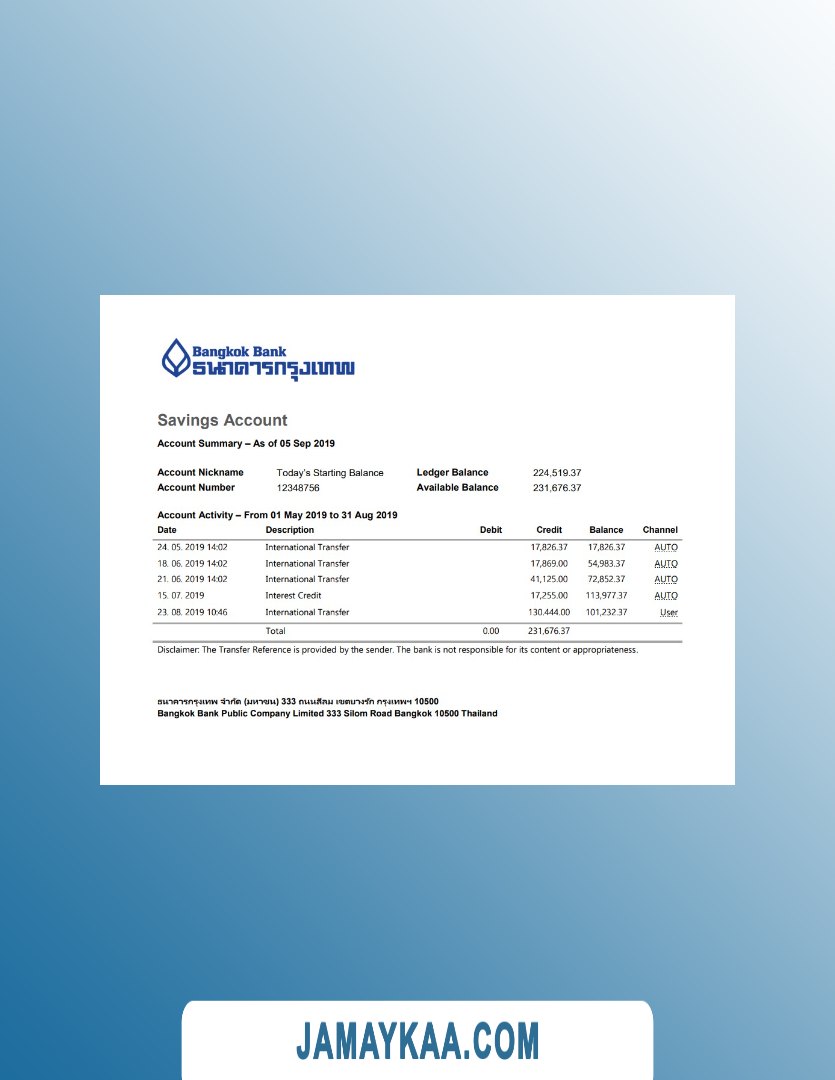 Bangkok Bank
ธนาคารกรุงเทพ
Savings Account
Account Summary – As of 05 Sep 2019
Account Nickname Today's Starting Balance Ledger Balance 224,519.37
Account Number 12348756 Available Balance 231,676.37
Account Activity – From 01 May 2019 to 31 Aug 2019
Date Description Debit Credit Balance Channel
24. 05. 2019 14:02 International Transfer 17,826.37 17,826.37 AUTO
18. 06. 2019 14:02 International Transfer 17,869.00 54,983.37 AUTO
21. 06. 2019 14:02 International Transfer 41,125.00 72,852.37 AUTO
15. 07. 2019 Interest Credit 17,255.00 113,977.37 AUTO
23. 08. 2019 10:46 International Transfer 130.444.00 101,232.37 User
Total 0.00 231,676.37
Disclaimer: The Transfer Reference is provided by the sender. The bank is not responsible for its content or appropriateness.
ธนาคารกรุงเทพ จำกัด (มหาชน) 333 ถนนสีลม เขตบางรัก กรุงเทพฯ 10500
Bangkok Bank Public Company Limited 333 Silom Road Bangkok 10500 Thailand
JAMAYKAA.COM